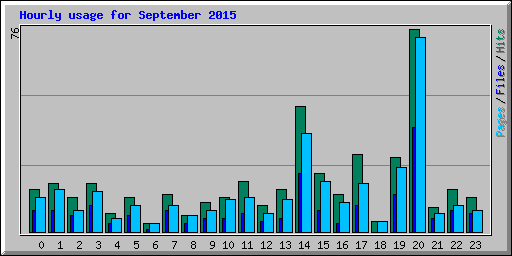 Hourly usage for September 2015
76
Pages / Files / Hits
0 1 2 3 4 5 6 7 8 9 10 11 12 13 14 15 16 17 18 19 20 21 22 23